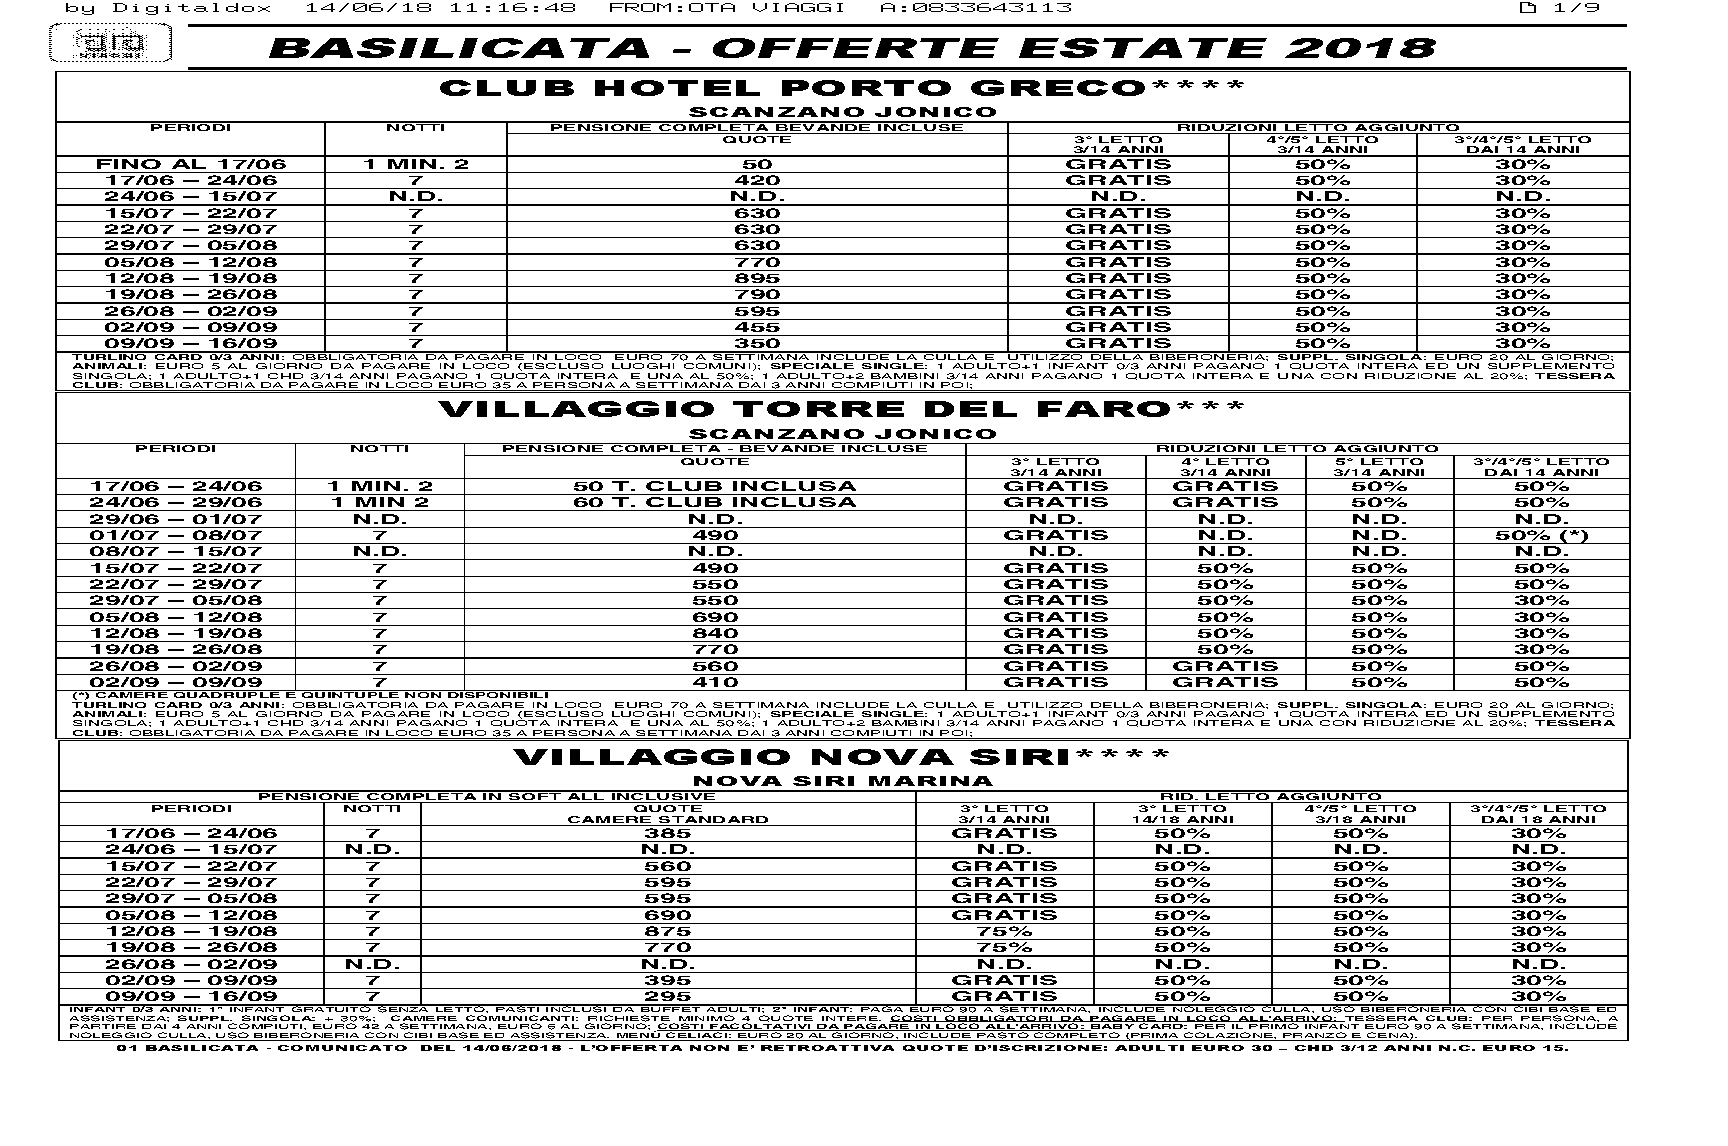 by Digitaldox 14/06/18 11:16:48 FROM:OTA VIAGGI A:0833643113 1/9
BASILICATA - OFFERTE ESTATE 2018
CLUB HOTEL PORTO GRECO****
SCANZANO JONICO
PERIODI NOTTI PENSIONE COMPLETA BEVANDE INCLUSE RIDUZIONI LETTO AGGIUNTO
QUOTE 3° LETTO 4°/5° LETTO 3°/4°/5° LETTO
3/14 ANNI 3/14 ANNI DAI 14 ANNI
FINO AL 17/06 1 MIN. 2 50 GRATIS 50% 30%
17/06 – 24/06 7 420 GRATIS 50% 30%
24/06 – 15/07 N.D. N.D. N.D. N.D. N.D.
15/07 – 22/07 7 630 GRATIS 50% 30%
22/07 – 29/07 7 630 GRATIS 50% 30%
29/07 – 05/08 7 630 GRATIS 50% 30%
05/08 – 12/08 7 770 GRATIS 50% 30%
12/08 – 19/08 7 895 GRATIS 50% 30%
19/08 – 26/08 7 790 GRATIS 50% 30%
26/08 – 02/09 7 595 GRATIS 50% 30%
02/09 – 09/09 7 455 GRATIS 50% 30%
09/09 – 16/09 7 350 GRATIS 50% 30%
TURLINO CARD 0/3 ANNI: OBBLIGATORIA DA PAGARE IN LOCO EURO 70 A SETTIMANA INCLUDE LA CULLA E UTILIZZO DELLA BIBERONERIA; SUPPL. SINGOLA: EURO 20 AL GIORNO;
ANIMALI: EURO 5 AL GIORNO DA PAGARE IN LOCO (ESCLUSO LUOGHI COMUNI); SPECIALE SINGLE: 1 ADULTO+1 INFANT 0/3 ANNI PAGANO 1 QUOTA INTERA ED UN SUPPLEMENTO
SINGOLA; 1 ADULTO+1 CHD 3/14 ANNI PAGANO 1 QUOTA INTERA E UNA AL 50%; 1 ADULTO+2 BAMBINI 3/14 ANNI PAGANO 1 QUOTA INTERA E UNA CON RIDUZIONE AL 20%; TESSERA
CLUB: OBBLIGATORIA DA PAGARE IN LOCO EURO 35 A PERSONA A SETTIMANA DAI 3 ANNI COMPIUTI IN POI;
VILLAGGIO TORRE DEL FARO***
SCANZANO JONICO
PERIODI NOTTI PENSIONE COMPLETA - BEVANDE INCLUSE RIDUZIONI LETTO AGGIUNTO
QUOTE 3° LETTO 4° LETTO 5° LETTO 3°/4°/5° LETTO
3/14 ANNI 3/14 ANNI 3/14 ANNI DAI 14 ANNI
17/06 – 24/06 1 MIN. 2 50 T. CLUB INCLUSA GRATIS GRATIS 50% 50%
24/06 – 29/06 1 MIN 2 60 T. CLUB INCLUSA GRATIS GRATIS 50% 50%
29/06 – 01/07 N.D. N.D. N.D. N.D. N.D. N.D.
01/07 – 08/07 7 490 GRATIS N.D. N.D. 50% (*)
08/07 – 15/07 N.D. N.D. N.D. N.D. N.D. N.D.
15/07 – 22/07 7 490 GRATIS 50% 50% 50%
22/07 – 29/07 7 550 GRATIS 50% 50% 50%
29/07 – 05/08 7 550 GRATIS 50% 50% 30%
05/08 – 12/08 7 690 GRATIS 50% 50% 30%
12/08 – 19/08 7 840 GRATIS 50% 50% 30%
19/08 – 26/08 7 770 GRATIS 50% 50% 30%
26/08 – 02/09 7 560 GRATIS GRATIS 50% 50%
02/09 – 09/09 7 410 GRATIS GRATIS 50% 50%
(*) CAMERE QUADRUPLE E QUINTUPLE NON DISPONIBILI
TURLINO CARD 0/3 ANNI: OBBLIGATORIA DA PAGARE IN LOCO EURO 70 A SETTIMANA INCLUDE LA CULLA E UTILIZZO DELLA BIBERONERIA; SUPPL. SINGOLA: EURO 20 AL GIORNO;
ANIMALI: EURO 5 AL GIORNO DA PAGARE IN LOCO (ESCLUSO LUOGHI COMUNI); SPECIALE SINGLE: 1 ADULTO+1 INFANT 0/3 ANNI PAGANO 1 QUOTA INTERA ED UN SUPPLEMENTO
SINGOLA; 1 ADULTO+1 CHD 3/14 ANNI PAGANO 1 QUOTA INTERA E UNA AL 50%; 1 ADULTO+2 BAMBINI 3/14 ANNI PAGANO 1 QUOTA INTERA E UNA CON RIDUZIONE AL 20%; TESSERA
CLUB: OBBLIGATORIA DA PAGARE IN LOCO EURO 35 A PERSONA A SETTIMANA DAI 3 ANNI COMPIUTI IN POI;
VILLAGGIO NOVA SIRI****
NOVA SIRI MARINA
PENSIONE COMPLETA IN SOFT ALL INCLUSIVE RID. LETTO AGGIUNTO
PERIODI NOTTI QUOTE 3° LETTO 3° LETTO 4°/5° LETTO 3°/4°/5° LETTO
CAMERE STANDARD 3/14 ANNI 14/18 ANNI 3/18 ANNI DAI 18 ANNI
17/06 – 24/06 7 385 GRATIS 50% 50% 30%
24/06 – 15/07 N.D. N.D. N.D. N.D. N.D. N.D.
15/07 – 22/07 7 560 GRATIS 50% 50% 30%
22/07 – 29/07 7 595 GRATIS 50% 50% 30%
29/07 – 05/08 7 595 GRATIS 50% 50% 30%
05/08 – 12/08 7 690 GRATIS 50% 50% 30%
12/08 – 19/08 7 875 75% 50% 50% 30%
19/08 – 26/08 7 770 75% 50% 50% 30%
26/08 – 02/09 N.D. N.D. N.D. N.D. N.D. N.D.
02/09 – 09/09 7 395 GRATIS 50% 50% 30%
09/09 – 16/09 7 295 GRATIS 50% 50% 30%
INFANT 0/3 ANNI: 1° INFANT GRATUITO SENZA LETTO, PASTI INCLUSI DA BUFFET ADULTI; 2° INFANT: PAGA EURO 90 A SETTIMANA, INCLUDE NOLEGGIO CULLA, USO BIBERONERIA CON CIBI BASE ED
ASSISTENZA; SUPPL. SINGOLA: + 30%; CAMERE COMUNICANTI: RICHIESTE MINIMO 4 QUOTE INTERE. COSTI OBBLIGATORI DA PAGARE IN LOCO ALL'ARRIVO: TESSERA CLUB: PER PERSONA, A
PARTIRE DAI 4 ANNI COMPIUTI, EURO 42 A SETTIMANA, EURO 6 AL GIORNO; COSTI FACOLTATIVI DA PAGARE IN LOCO ALL'ARRIVO: BABY CARD: PER IL PRIMO INFANT EURO 90 A SETTIMANA, INCLUDE
NOLEGGIO CULLA, USO BIBERONERIA CON CIBI BASE ED ASSISTENZA. MENÙ CELIACI: EURO 20 AL GIORNO, INCLUDE PASTO COMPLETO (PRIMA COLAZIONE, PRANZO E CENA).
01 BASILICATA - COMUNICATO DEL 14/06/2018 - L'OFFERTA NON E' RETROATTIVA QUOTE D'ISCRIZIONE: ADULTI EURO 30 – CHD 3/12 ANNI N.C. EURO 15.